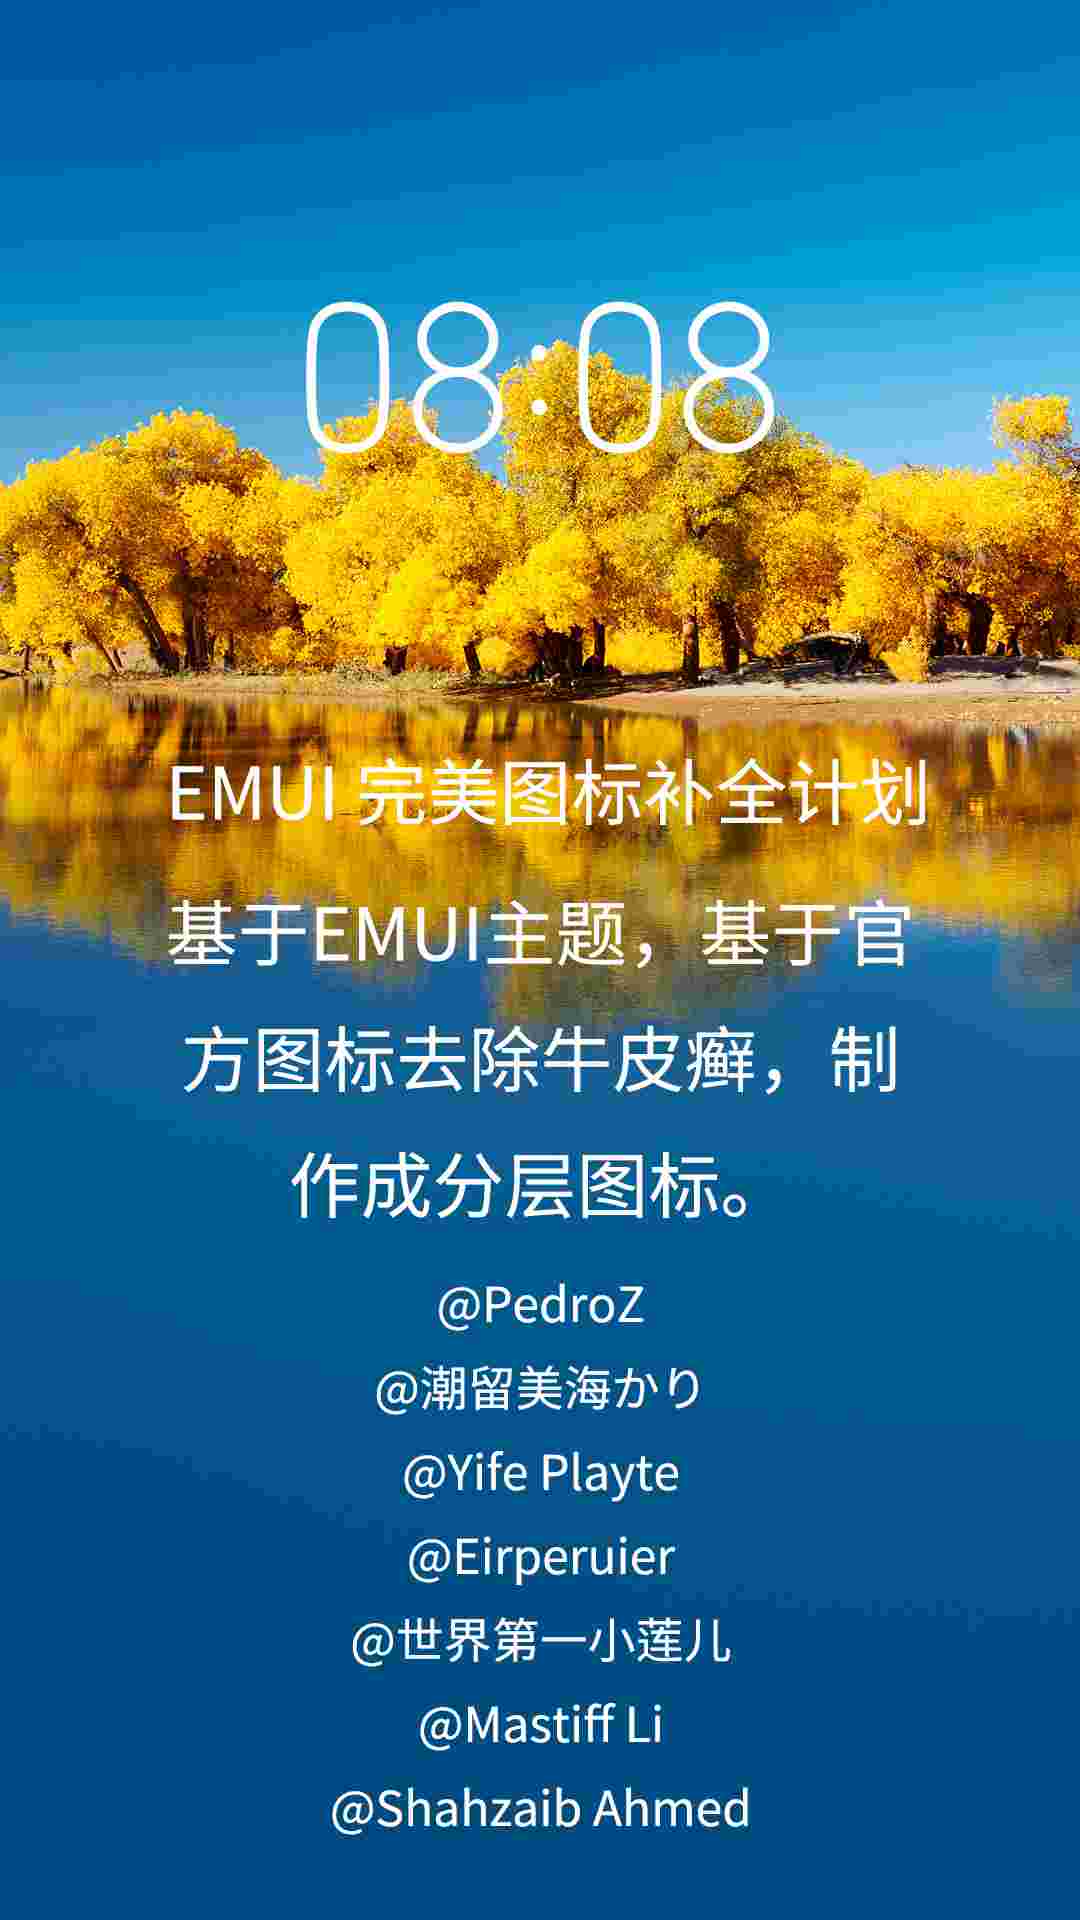 08:08
EMUI 完美图标补全计划
基于EMUI主题，基于官
方图标去除牛皮癣，制
作成分层图标。
@PedroZ
@潮留美海かり
@Yife Playte
@Eirperuier
@世界第一小莲儿
@Mastiff Li
@Shahzaib Ahmed